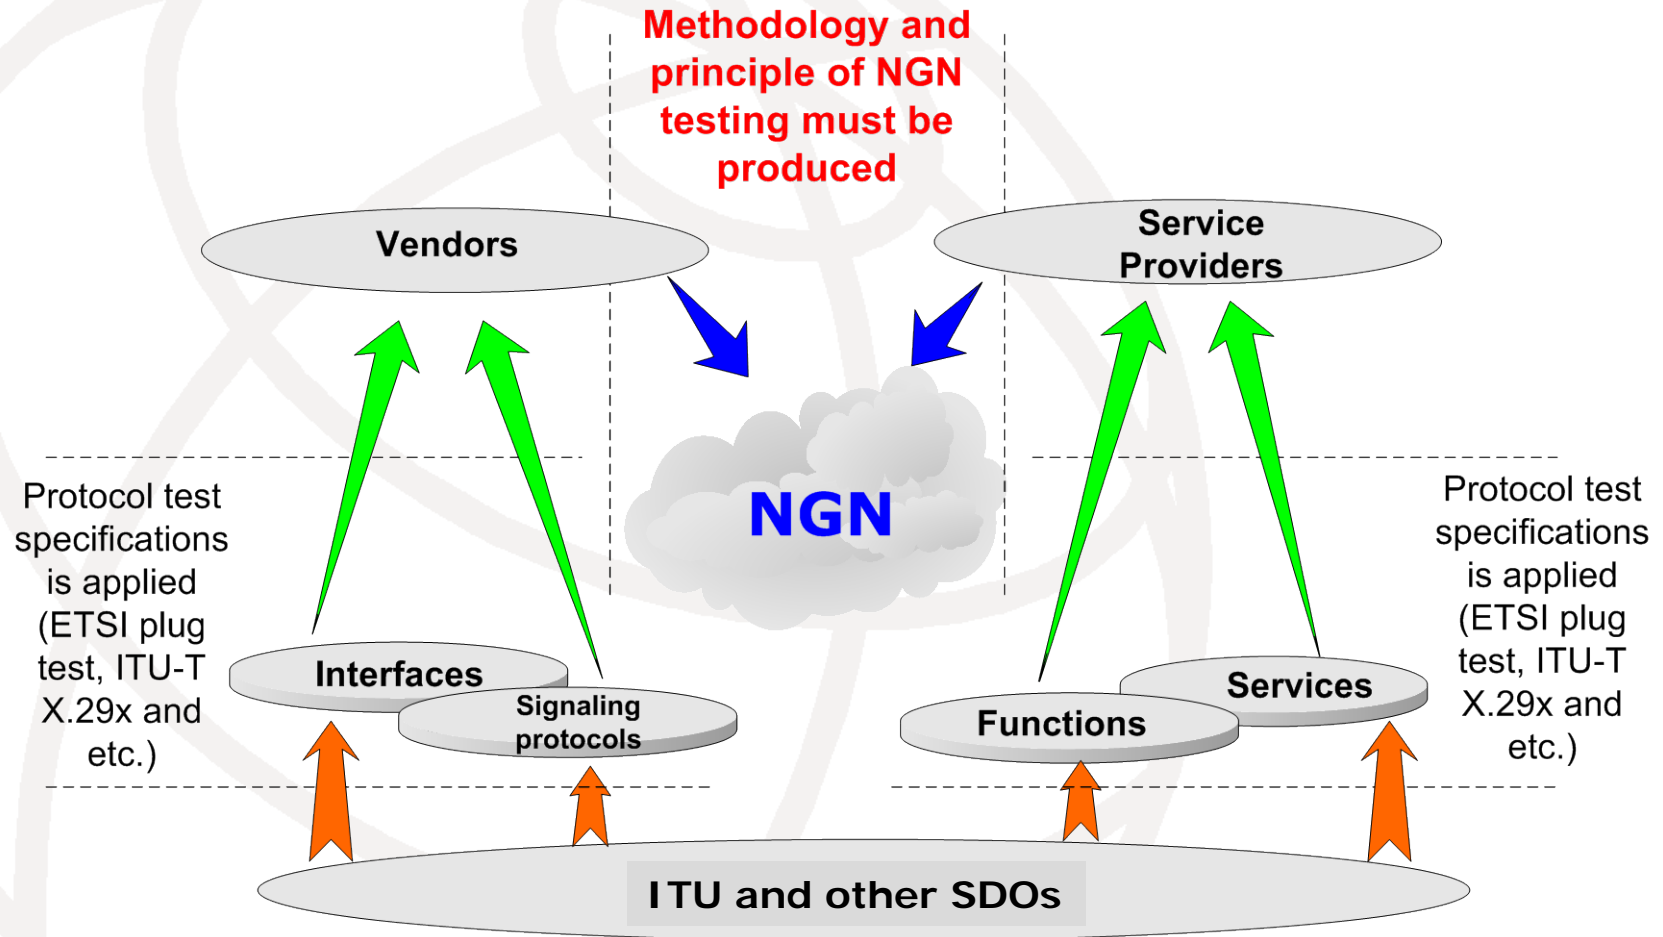 Methodology and
principle of NGN
testing must be
produced
Vendors
Service
Providers
NGN
Protocol test
specifications
is applied
(ETSI plug
test, ITU-T
X.29x and
etc.)
Protocol test
specifications
is applied
(ETSI plug
test, ITU-T
X.29x and
etc.)
Interfaces
Signaling
protocols
Functions
Services
ITU and other SDOs